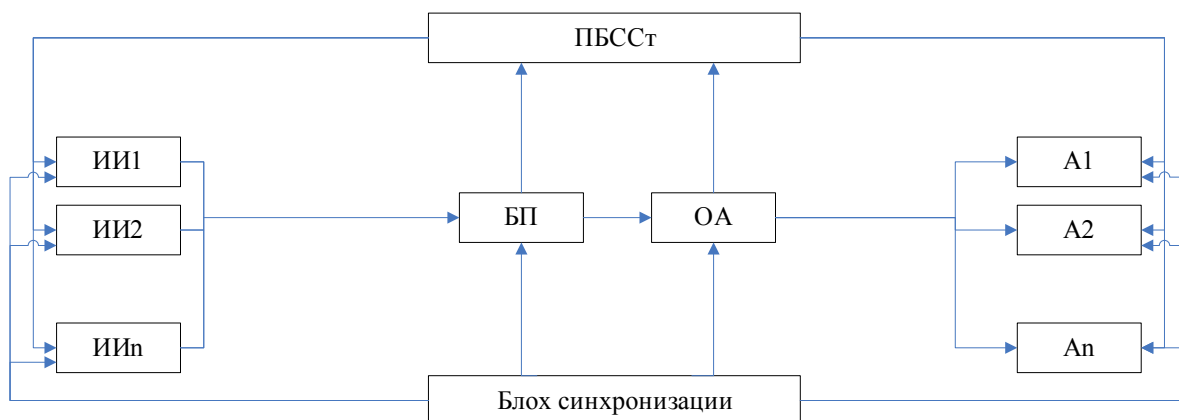 ПБССт
ИИ1
А1
БП
ОА
ИИ2
А2
ИИn
Аn
Блох синхронизации